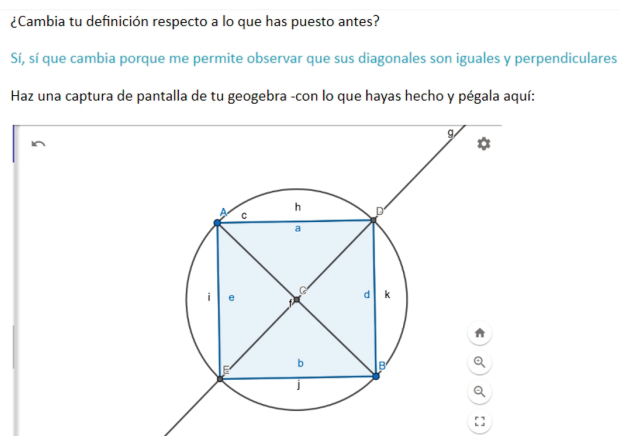 ¿Cambia tu definición respecto a lo que has puesto antes?
Sí, sí que cambia porque me permite observar que sus diagonales son iguales y perpendiculares
Haz una captura de pantalla de tu geogebra -con lo que hayas hecho y pégala aquí:
g
h
A c D
a
i e f C d k
E b B
j